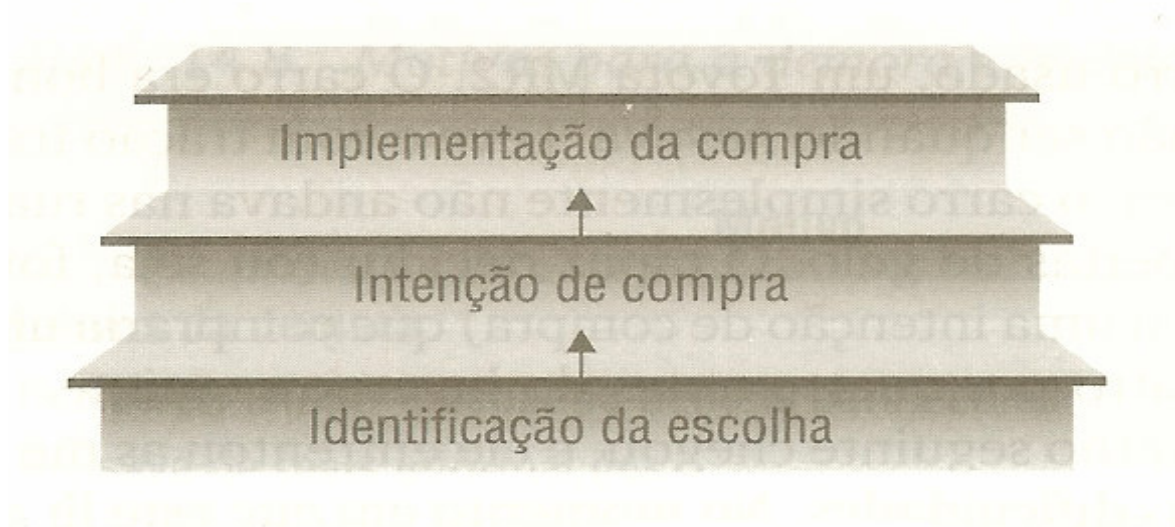 Implementação da compra
Intenção de compra
Identificação da escolha